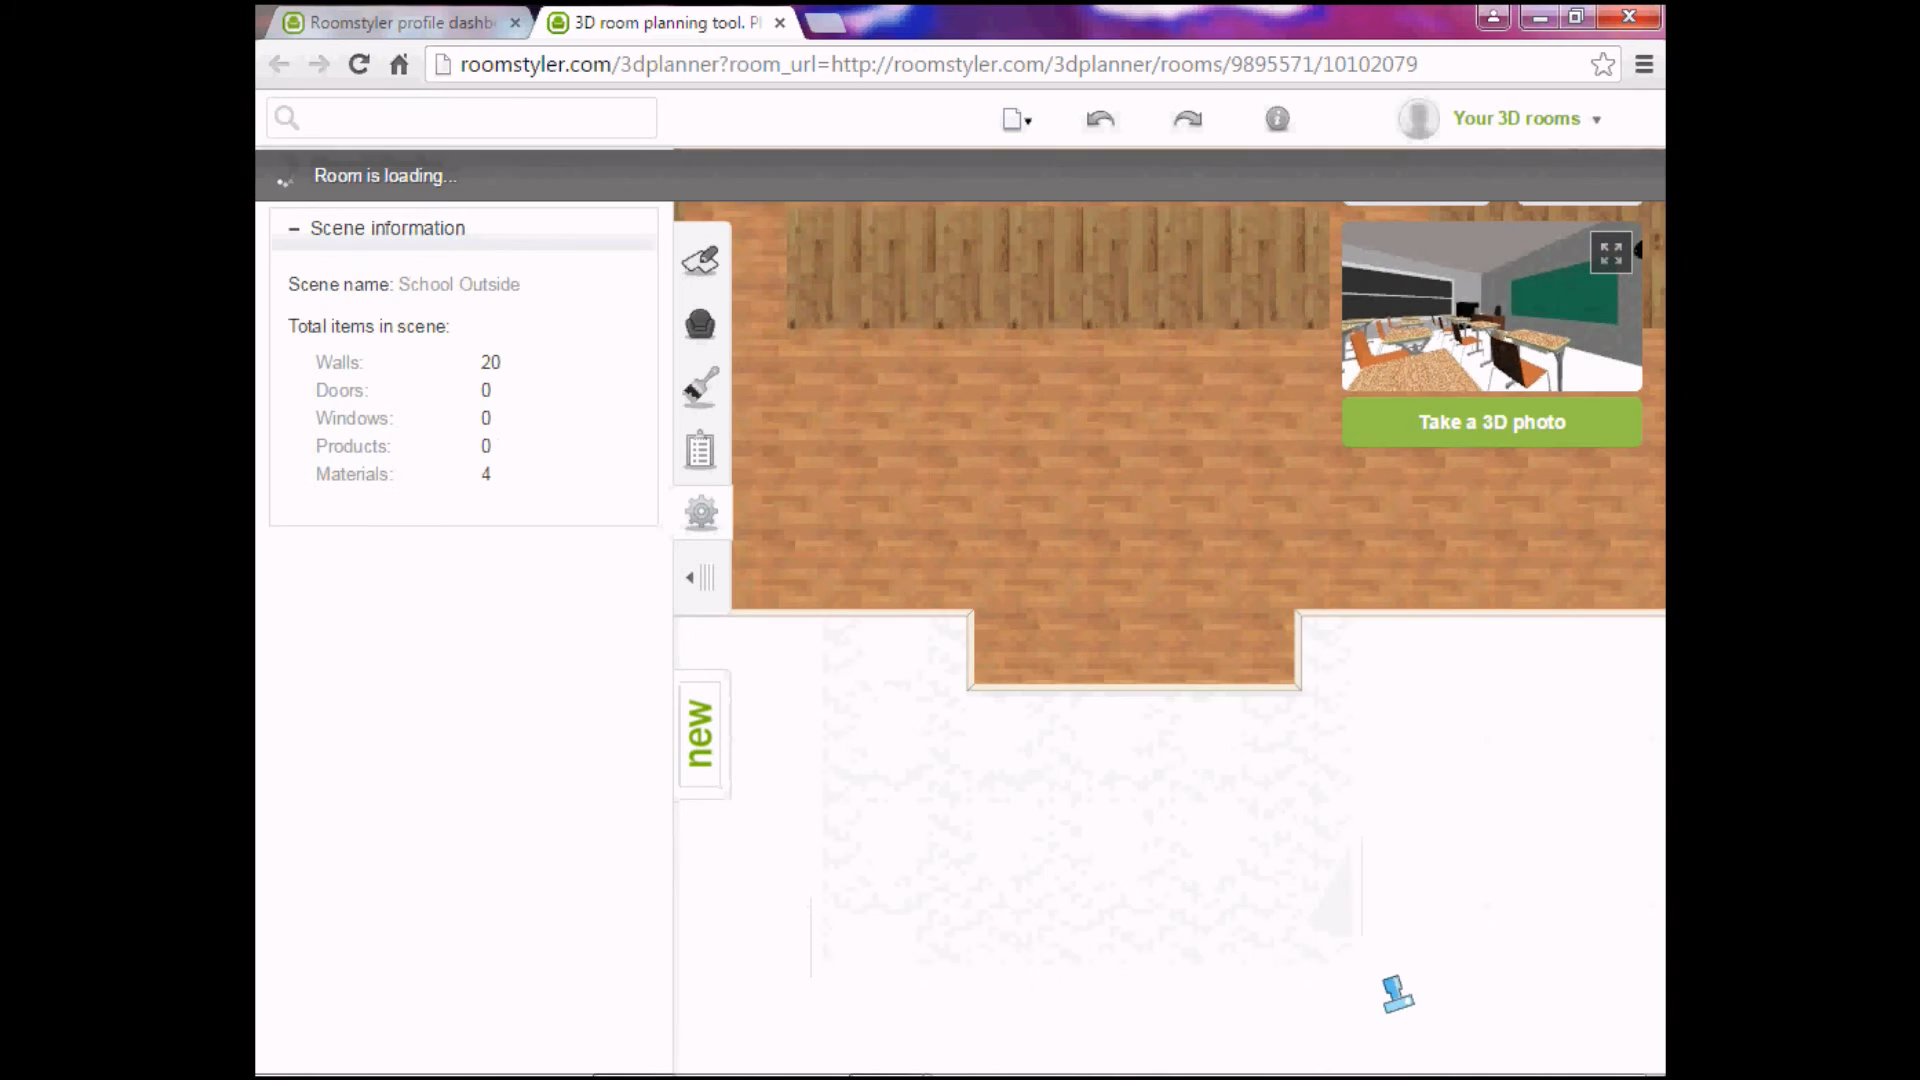 Roomstyler profile dashb
3D room planning tool. Pl
roomstyler.com/3dplanner?room_url=http://roomstyler.com/3dplanner/rooms/9895571/10102079
Your 3D rooms
Room is loading...
Scene information
Scene name: School Outside
Total items in scene:
Walls: 20
Doors: 0
Windows: 0
Products: 0
Materials: 4
Take a 3D photo
new